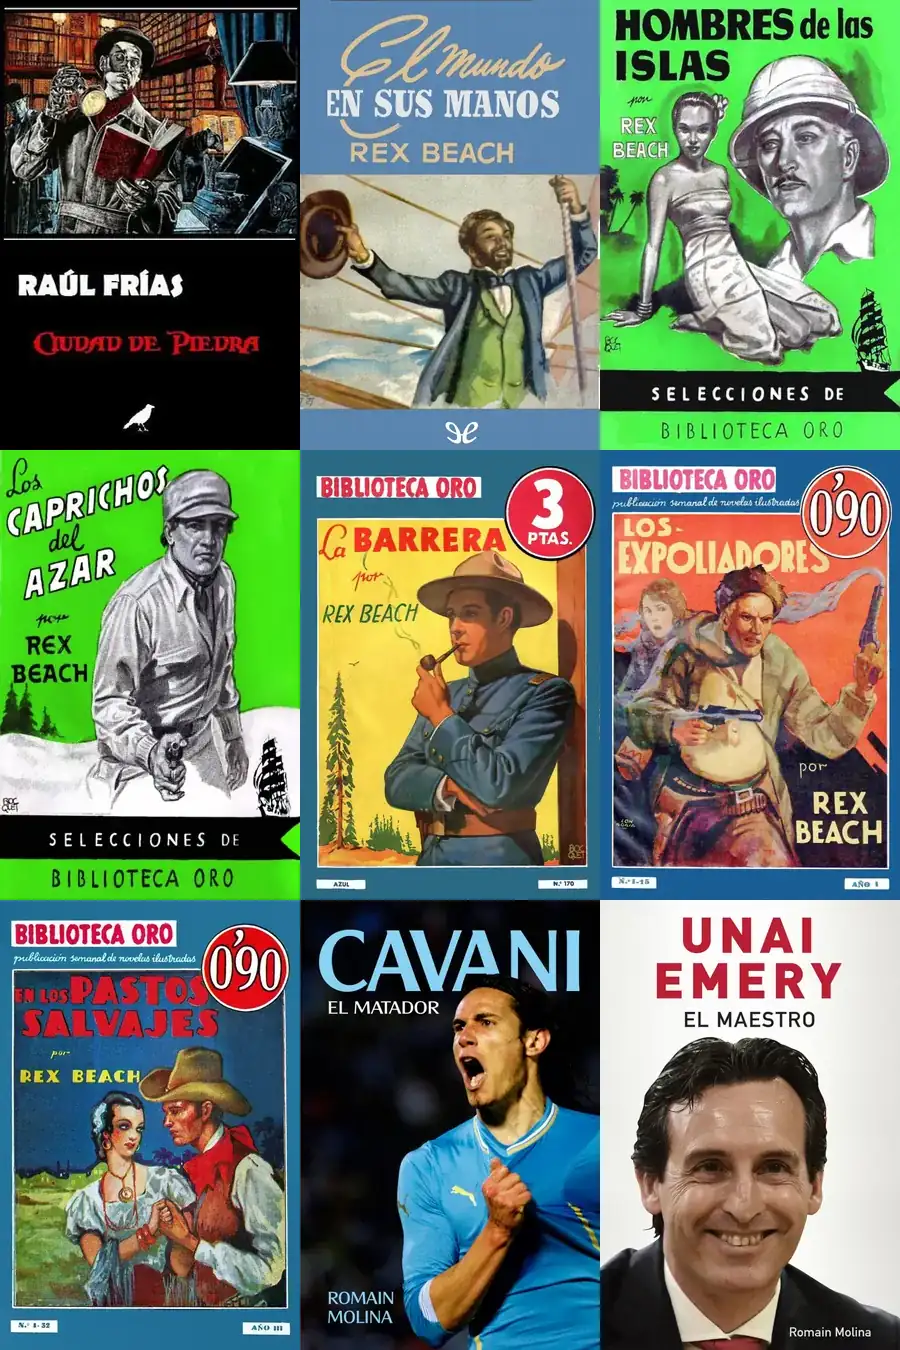 RAÚL FRÍAS
CIUDAD DE PIEDRA
El mundo
EN SUS MANOS
REX BEACH
HOMBRES de las
ISLAS
por
REX
BEACH
SELECCIONES DE
BIBLIOTECA ORO
Los
CAPRICHOS
del
AZAR
por
REX
BEACH
SELECCIONES DE
BIBLIOTECA ORO
BIBLIOTECA ORO
3
PTAS.
La BARRERA
por
REX BEACH
AZUL
N.º 170
BIBLIOTECA ORO
publicación semanal de novelas ilustradas
0'90
LOS-
EXPOLIADORES
por
REX
BEACH
N.º I-15
AÑO I
BIBLIOTECA ORO
publicación semanal de novelas ilustradas
0'90
EN LOS PASTOS
SALVAJES
por
REX BEACH
N.º I-32
AÑO III
CAVANI
EL MATADOR
ROMAIN
MOLINA
UNAI
EMERY
EL MAESTRO
Romain Molina